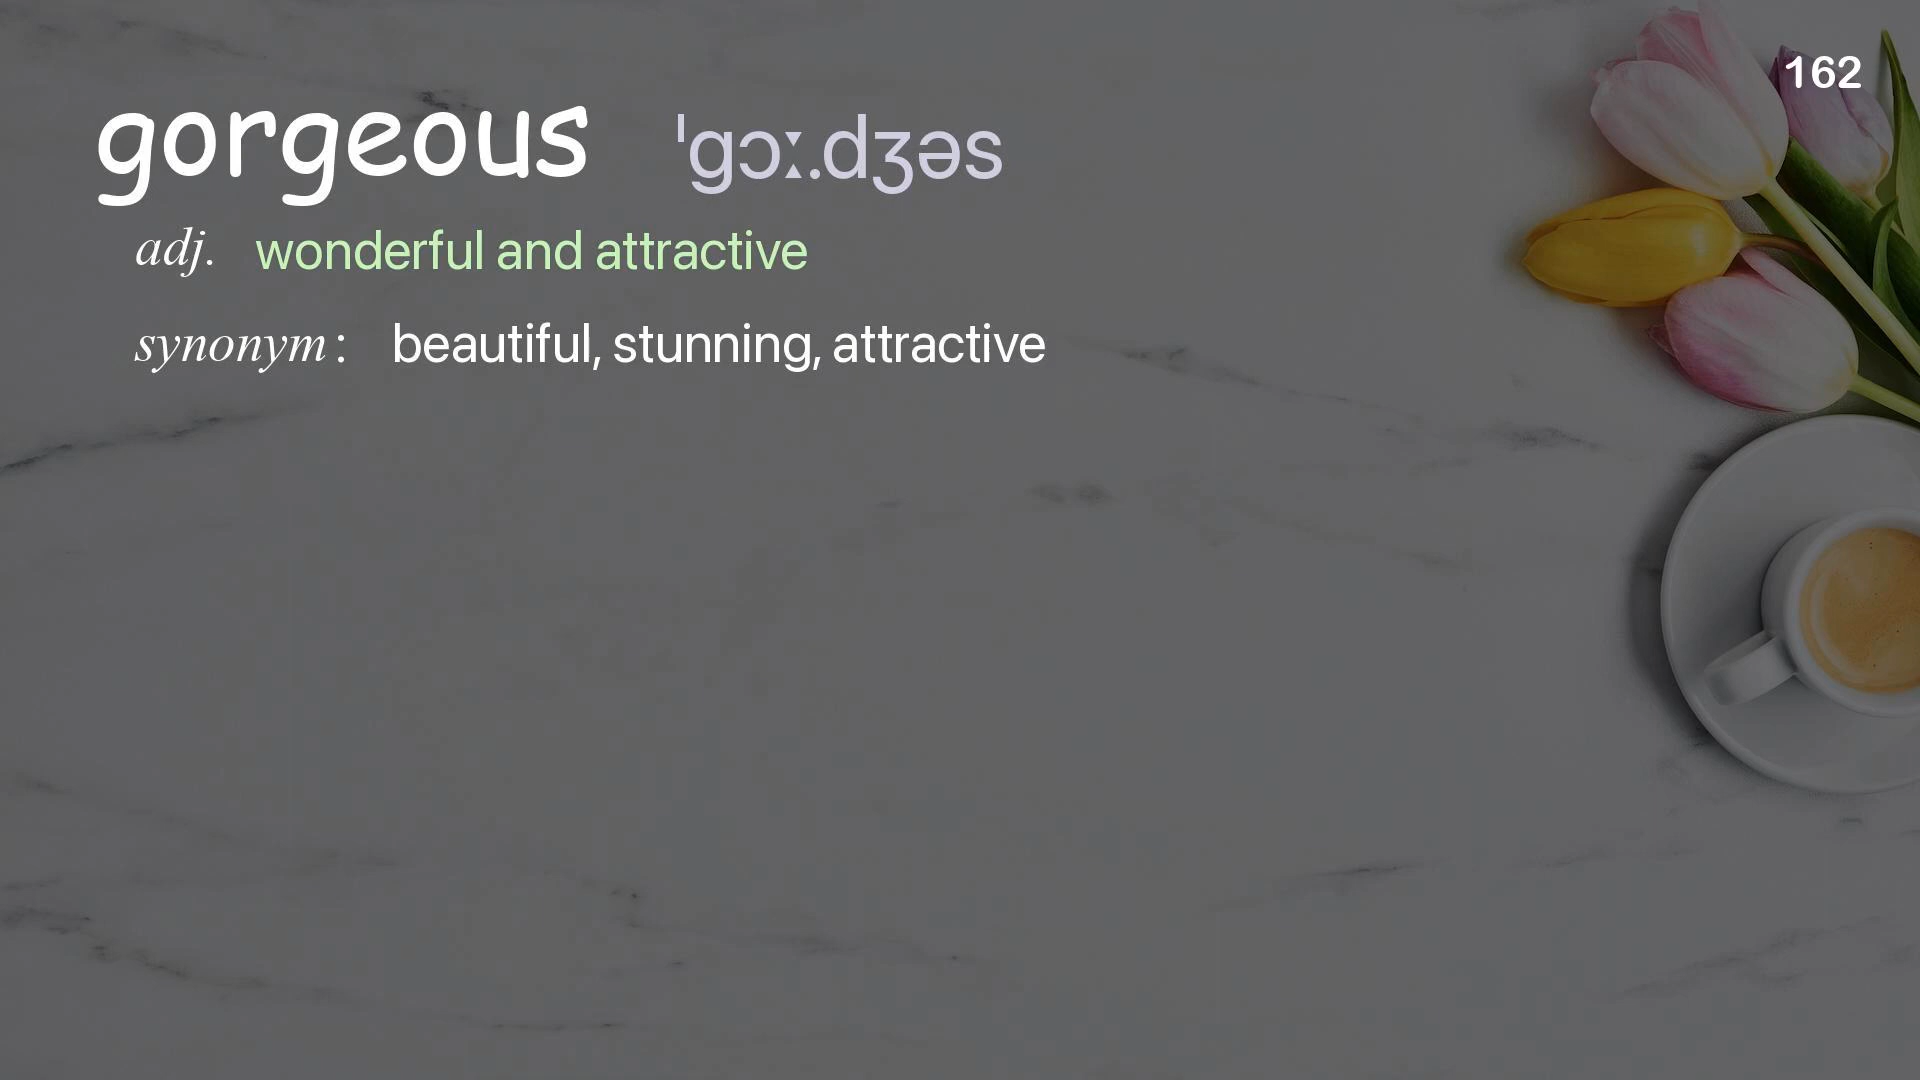 162
gorgeous ˈɡɔː.dʒəs
adj. wonderful and attractive
synonym : beautiful, stunning, attractive